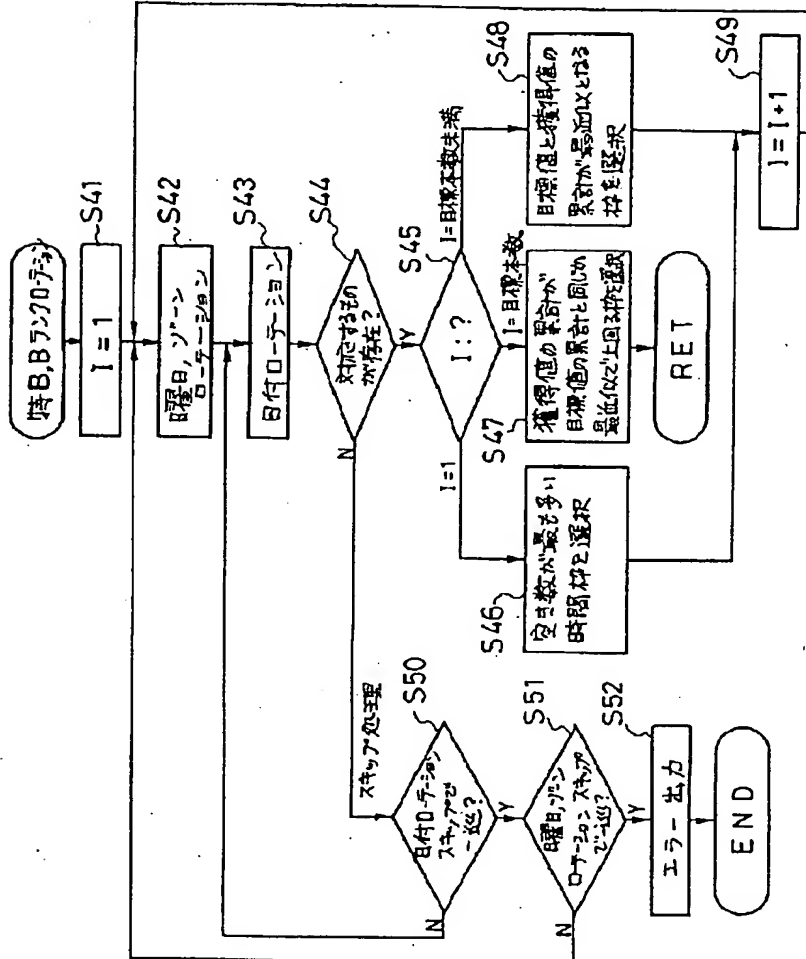 特B,Bランクローテーション
S41
I=1
S42
曜日,ゾーン
ローテーション
S43
日付ローテーション
S44
対応するもの
が存在?
N
Y
S45
I:?
I=1
I=目標本数
I=目標本数未満
S46
空き数が最も多い
時間枠を選択
S47
獲得値の累計が
目標値の累計と同じか
最近似で上回る枠を選択
S48
目標値と獲得値の
累計が最近似となる
枠を選択
S49
I=I+1
RET
スキップ処理
S50
日付ローテーション
スキップで
一巡?
N
Y
S51
曜日,ゾーン
ローテーションスキップ
で一巡?
N
Y
S52
エラー出力
END